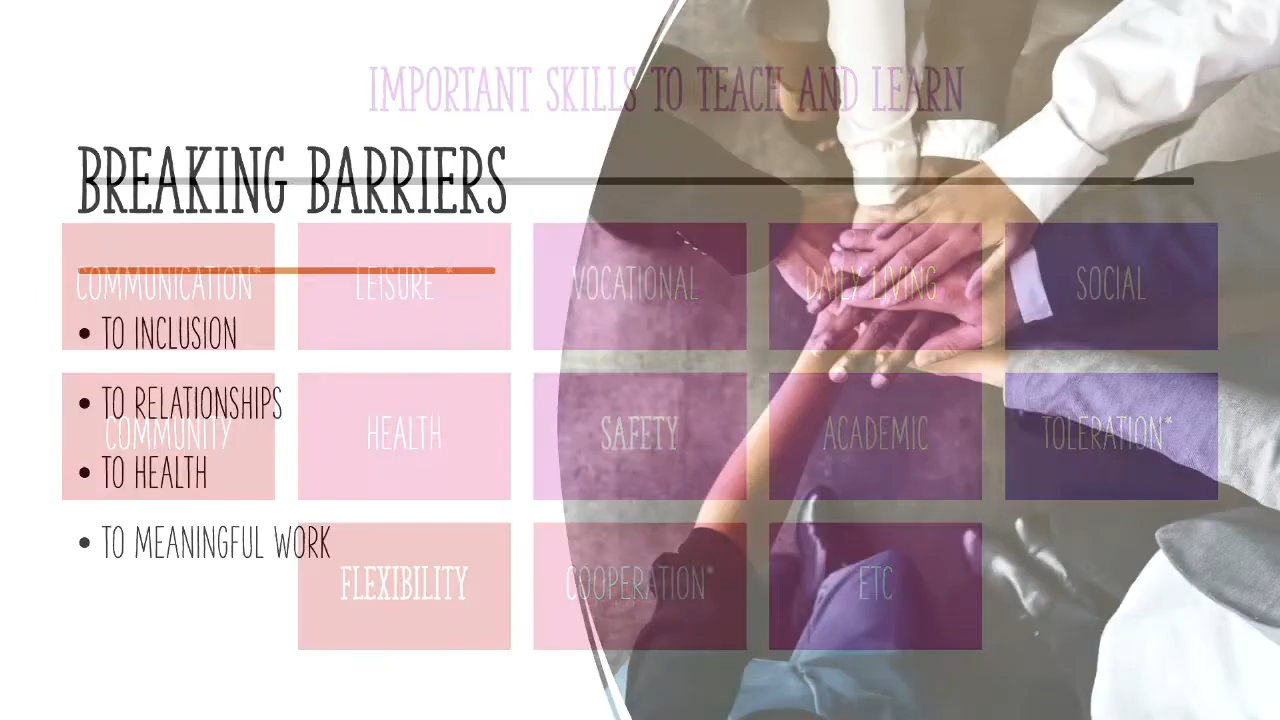 IMPORTANT SKILLS TO TEACH AND LEARN
BREAKING BARRIERS
COMMUNICATION*
LEISURE *
VOCATIONAL
DAILY LIVING
SOCIAL
• TO INCLUSION
• TO RELATIONSHIPS
COMMUNITY
HEALTH
SAFETY
ACADEMIC
TOLERATION*
• TO HEALTH
• TO MEANINGFUL WORK
FLEXIBILITY
COOPERATION*
ETC